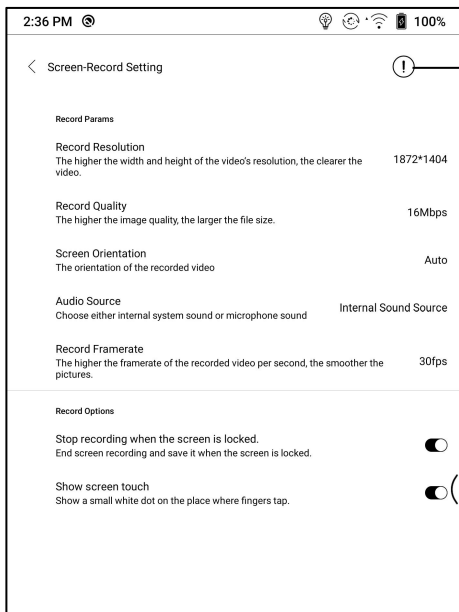 2:36 PM 100%
Screen-Record Setting
Record Params
Record Resolution
The higher the width and height of the video's resolution, the clearer the
video.
1872*1404
Record Quality
The higher the image quality, the larger the file size.
16Mbps
Screen Orientation
The orientation of the recorded video
Auto
Audio Source
Choose either internal system sound or microphone sound
Internal Sound Source
Record Framerate
The higher the framerate of the recorded video per second, the smoother the
pictures.
30fps
Record Options
Stop recording when the screen is locked.
End screen recording and save it when the screen is locked.
Show screen touch
Show a small white dot on the place where fingers tap.